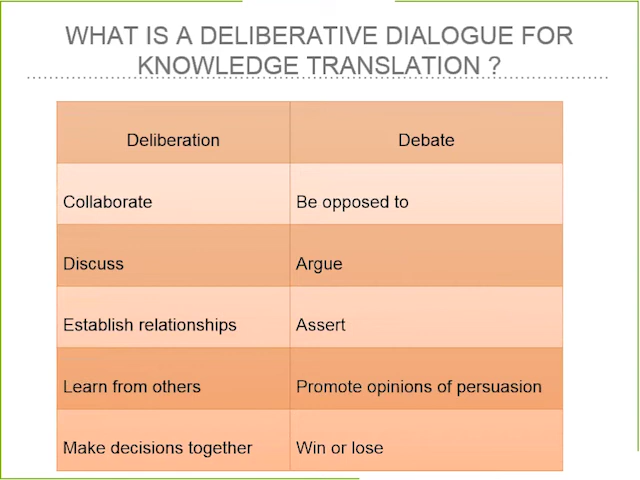 WHAT IS A DELIBERATIVE DIALOGUE FOR
KNOWLEDGE TRANSLATION ?
Deliberation Debate
Collaborate Be opposed to
Discuss Argue
Establish relationships Assert
Learn from others Promote opinions of persuasion
Make decisions together Win or lose